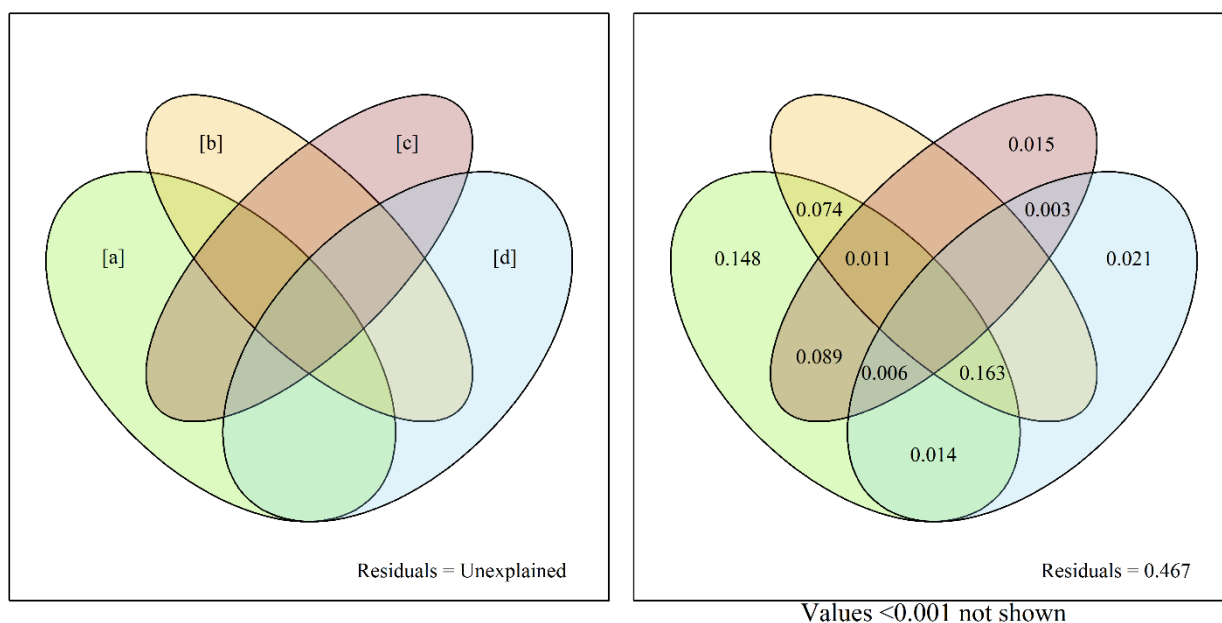 [b]
[c]
[a]
[d]
Residuals = Unexplained
0.015
0.074
0.003
0.148
0.011
0.021
0.089
0.006
0.163
0.014
Residuals = 0.467
Values <0.001 not shown